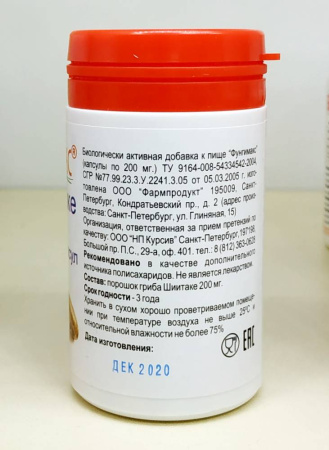 Биологически активная добавка к пище "Фунгимакс"
(капсулы по 200 мг.) ТУ 9164-008-54334542-2004,
СГР №77.99.23.3.У.2241.3.05 от 05.03.2005 г. изго-
товлена ООО "Фармпродукт" 195009, Санкт-
Петербург, Кондратьевский пр., д. 2 (адрес произ-
водства: Санкт-Петербург, ул. Глиняная, 15)
Организация, ответственная за прием претензий по
качеству: ООО "НП Курсив" Санкт-Петербург, 197198,
Большой пр. П.С., 29-а, оф. 401. тел.: 8 (812) 363-0628
Рекомендовано в качестве дополнительного
источника полисахаридов. Не является лекарством.
Состав: порошок гриба Шиитаке 200 мг.
Срок годности - 3 года
Хранить в сухом хорошо проветриваемом помеще-
нии при температуре воздуха не выше 25°C и
относительной влажности не более 75%
Дата изготовления:
ДЕК 2020
EAC